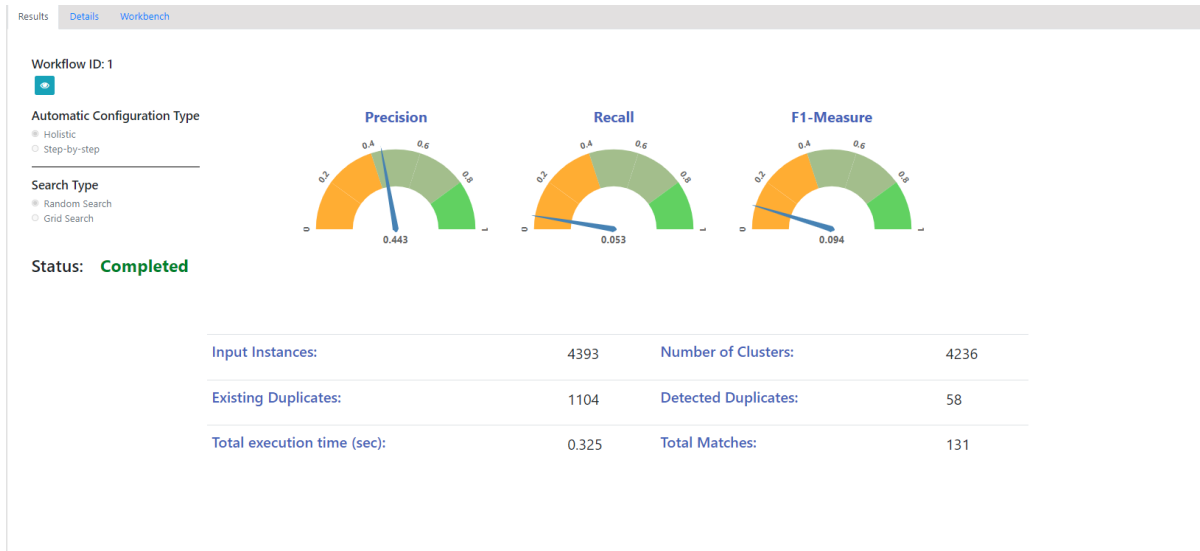 Results Details Workbench
Workflow ID: 1
Automatic Configuration Type
Holistic
Step-by-step
Search Type
Random Search
Grid Search
Status: Completed
Precision
0 0.2 0.4 0.6 0.8 1
0.443
Recall
0 0.2 0.4 0.6 0.8 1
0.053
F1-Measure
0 0.2 0.4 0.6 0.8 1
0.094
Input Instances: 4393 Number of Clusters: 4236
Existing Duplicates: 1104 Detected Duplicates: 58
Total execution time (sec): 0.325 Total Matches: 131